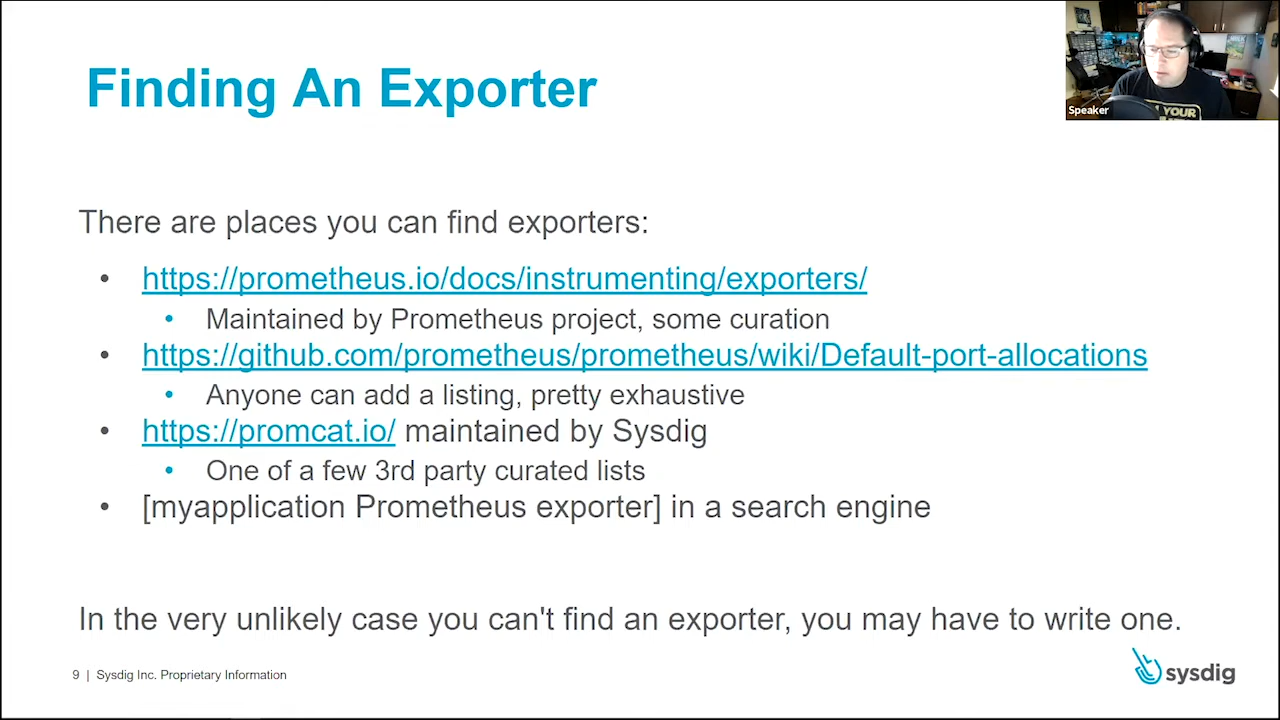 Finding An Exporter
Speaker
YOUR
There are places you can find exporters:
• https://prometheus.io/docs/instrumenting/exporters/
• Maintained by Prometheus project, some curation
• https://github.com/prometheus/prometheus/wiki/Default-port-allocations
• Anyone can add a listing, pretty exhaustive
• https://promcat.io/ maintained by Sysdig
• One of a few 3rd party curated lists
• [myapplication Prometheus exporter] in a search engine
In the very unlikely case you can't find an exporter, you may have to write one.
9 | Sysdig Inc. Proprietary Information
sysdig